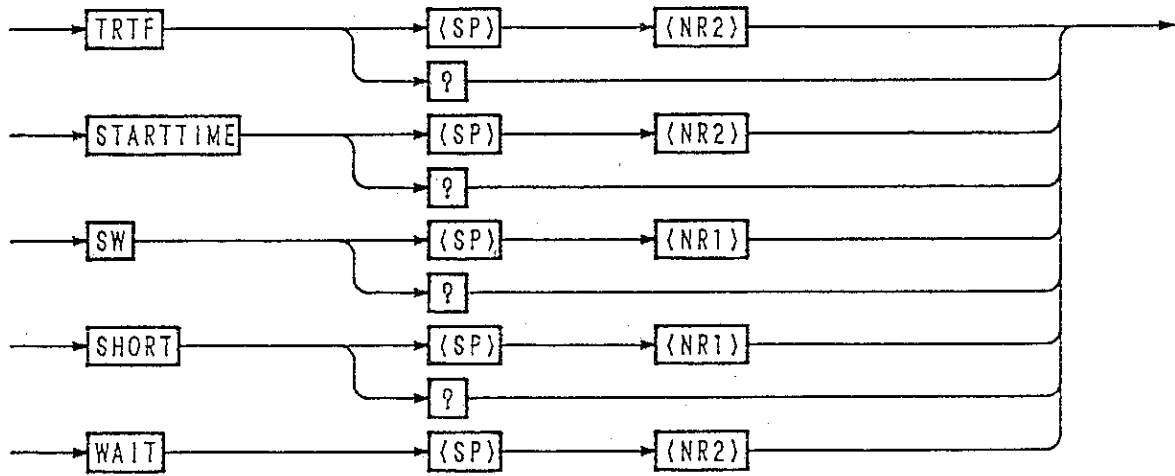 TRTF (SP) (NR2)
?
STARTTIME (SP) (NR2)
?
SW (SP) (NR1)
?
SHORT (SP) (NR1)
?
WAIT (SP) (NR2)